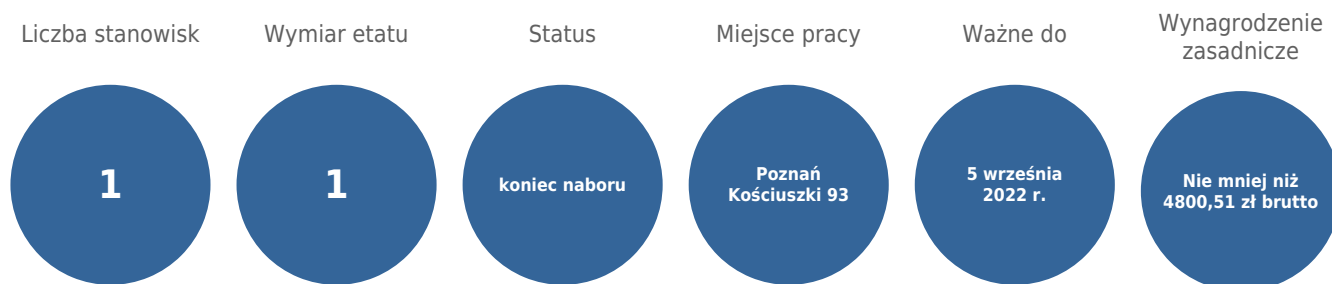 Liczba stanowisk
1
Wymiar etatu
1
Status
koniec naboru
Miejsce pracy
Poznań
Kościuszki 93
Ważne do
5 września
2022 r.
Wynagrodzenie
zasadnicze
Nie mniej niż
4800,51 zł brutto